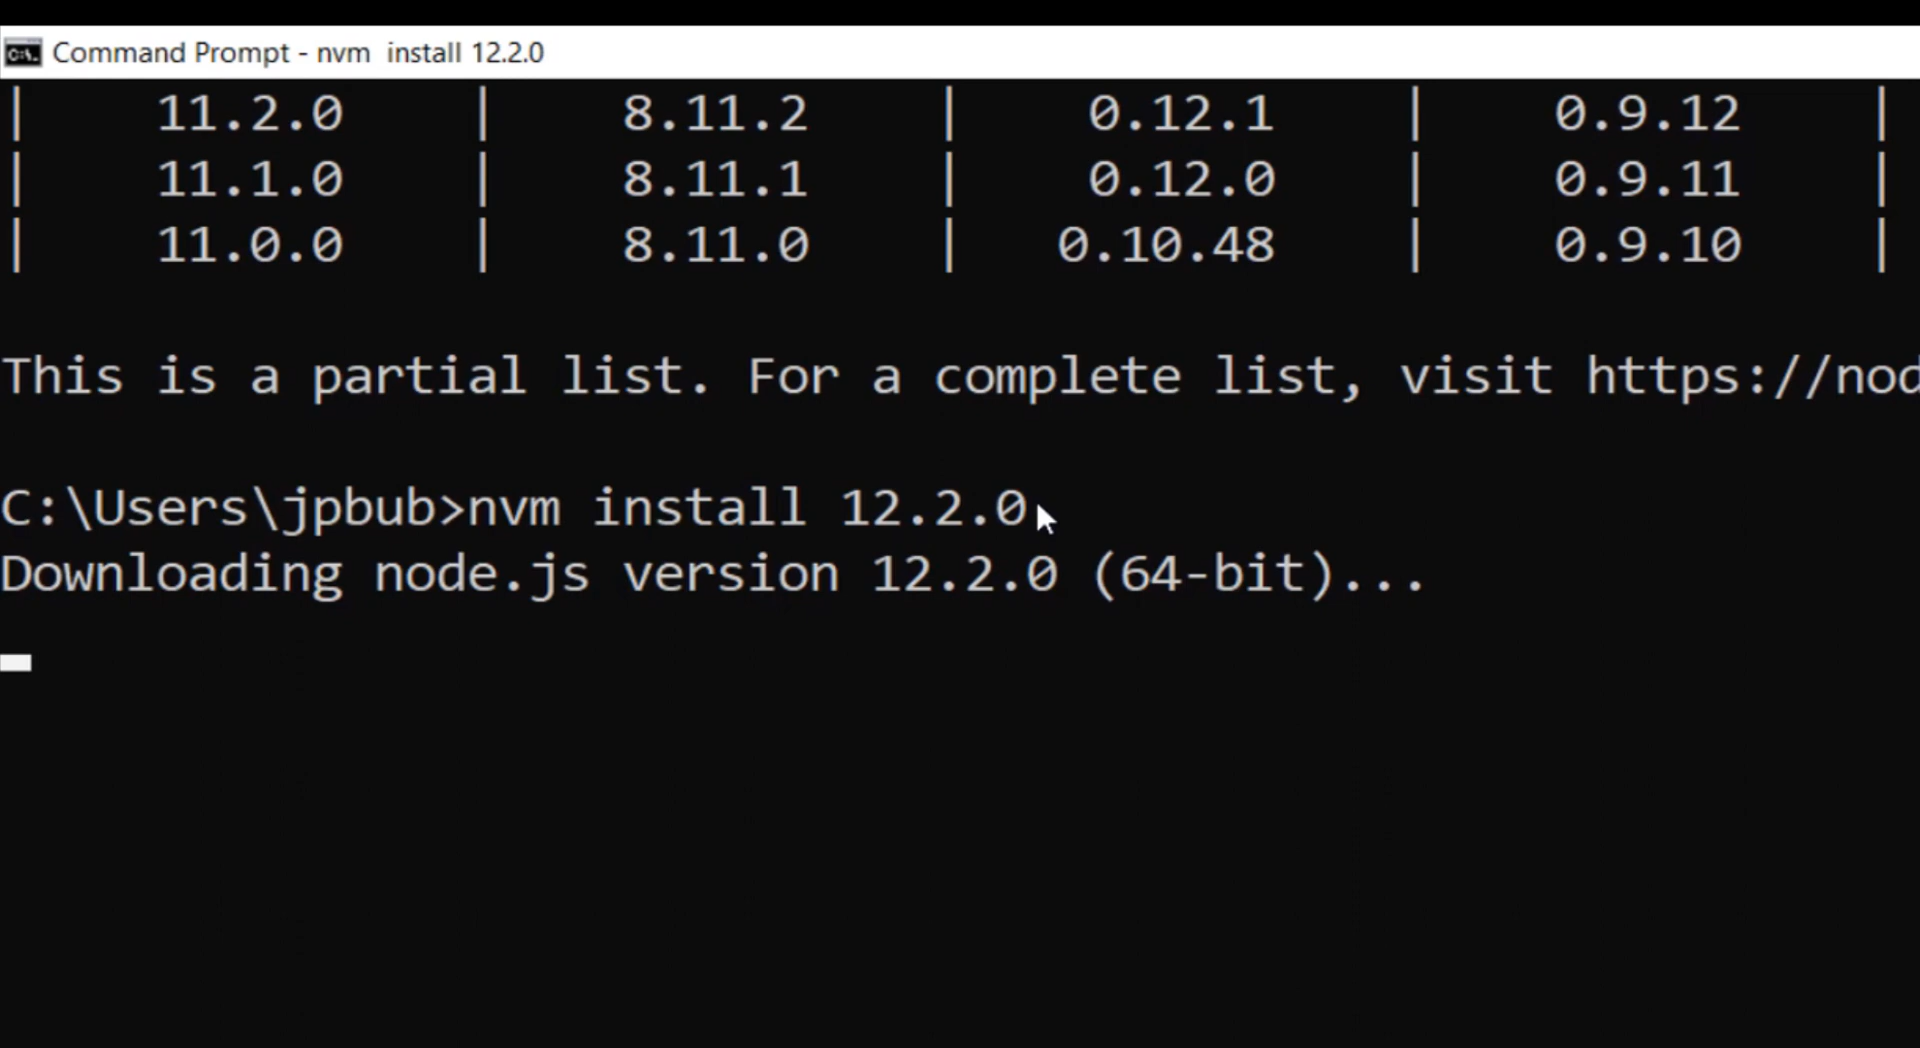 Command Prompt - nvm  install 12.2.0
|    11.2.0    |    8.11.2    |    0.12.1    |    0.9.12    |
|    11.1.0    |    8.11.1    |    0.12.0    |    0.9.11    |
|    11.0.0    |    8.11.0    |   0.10.48    |    0.9.10    |
This is a partial list. For a complete list, visit https://nod
C:\Users\jpbub>nvm install 12.2.0
Downloading node.js version 12.2.0 (64-bit)...